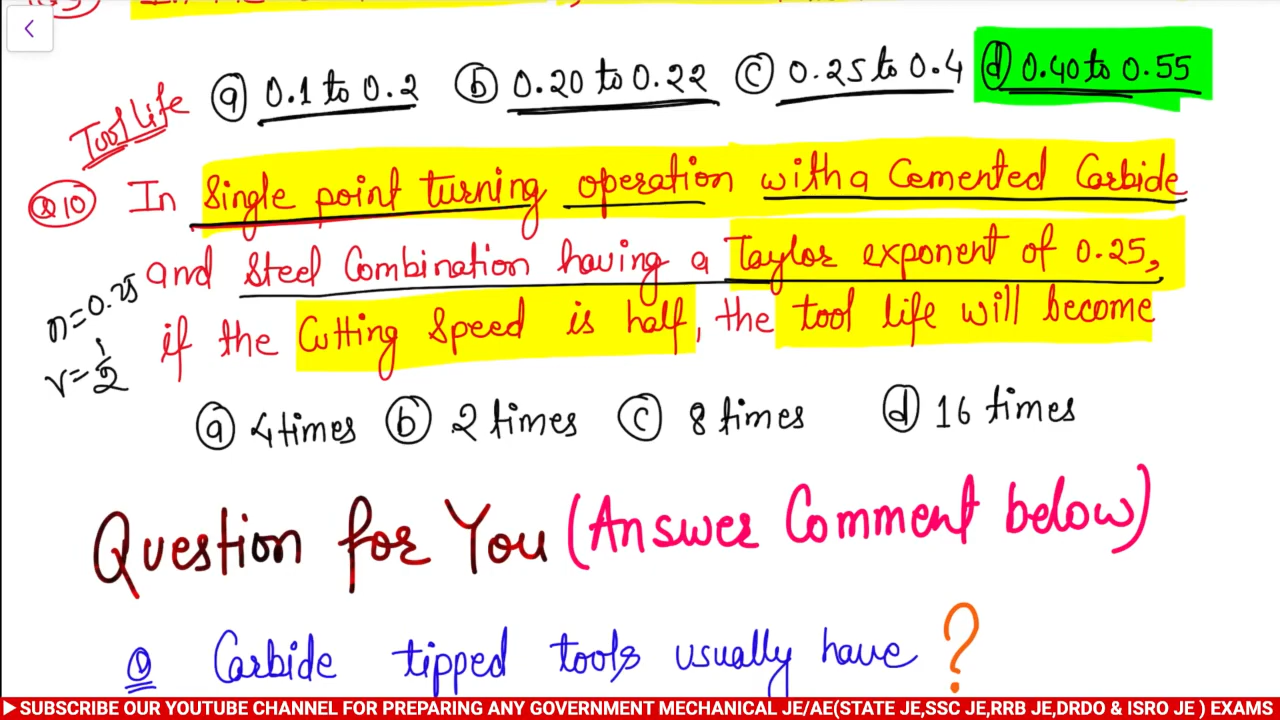 ⓐ 0.1 to 0.2 ⓑ 0.20 to 0.22 ⓒ 0.25 to 0.4 ⓓ 0.40 to 0.55
Tool Life
Q10 In Single point turning operation with a Cemented Carbide
and Steel Combination having a Taylor exponent of 0.25,
n=0.25
if the Cutting Speed is half, the tool life will become
v=1/2
ⓐ 4 times ⓑ 2 times ⓒ 8 times ⓓ 16 times
Question for You (Answer Comment below)
Q Carbide tipped tools usually have ?
▶ SUBSCRIBE OUR YOUTUBE CHANNEL FOR PREPARING ANY GOVERNMENT MECHANICAL JE/AE(STATE JE,SSC JE,RRB JE,DRDO & ISRO JE ) EXAMS